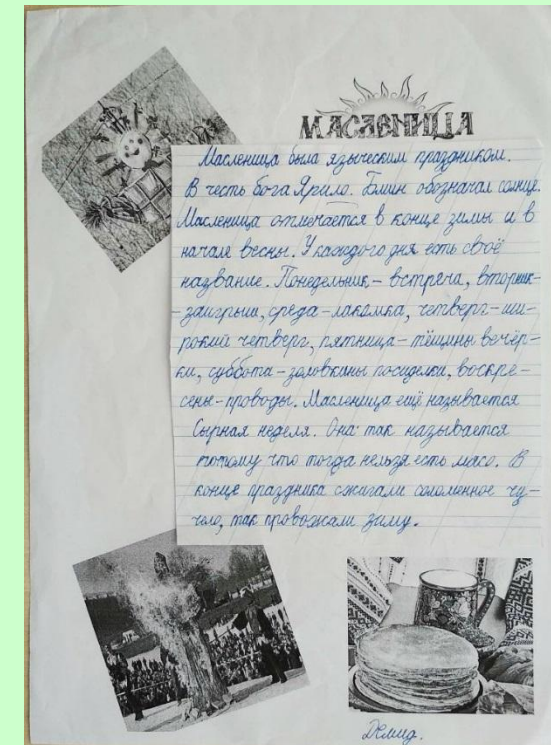 МАСЛЕНИЦА
Масленица была языческим праздником.
В честь бога Ярило. Блин обозначал солнце.
Масленица отмечается в конце зимы и в
начале весны. У каждого дня есть своё
название. Понедельник - встреча, вторник-
-заигрыш, среда-лакомка, четверг-ши-
рокий четверг, пятница-тёщины вечёр-
ки, суббота-золовкины посиделки, воскре-
сенье-проводы. Масленица ещё называется
Сырная неделя. Она так называется
потому что тогда нельзя есть мясо. В
конце праздника сжигали соломенное чу-
чело, так провожали зиму.
Демид.